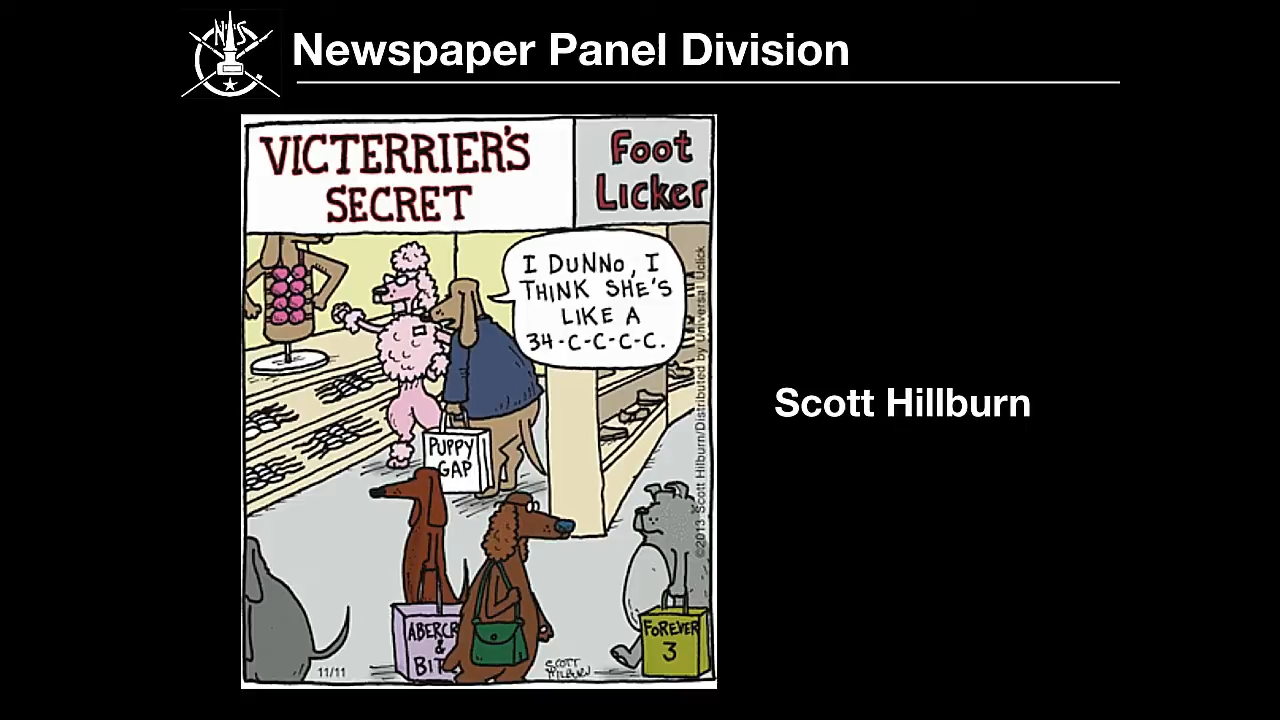 NCS
Newspaper Panel Division
VICTERRIER'S
SECRET
Foot
Licker
I DUNNO, I
THINK SHE'S
LIKE A
34-C-C-C-C.
PUPPY
GAP
ABERCR
&
BIT
FOREVER
3
11/11
SCOTT
HILBURN
©2013 Scott Hilburn/Distributed by Universal Uclick
Scott Hillburn